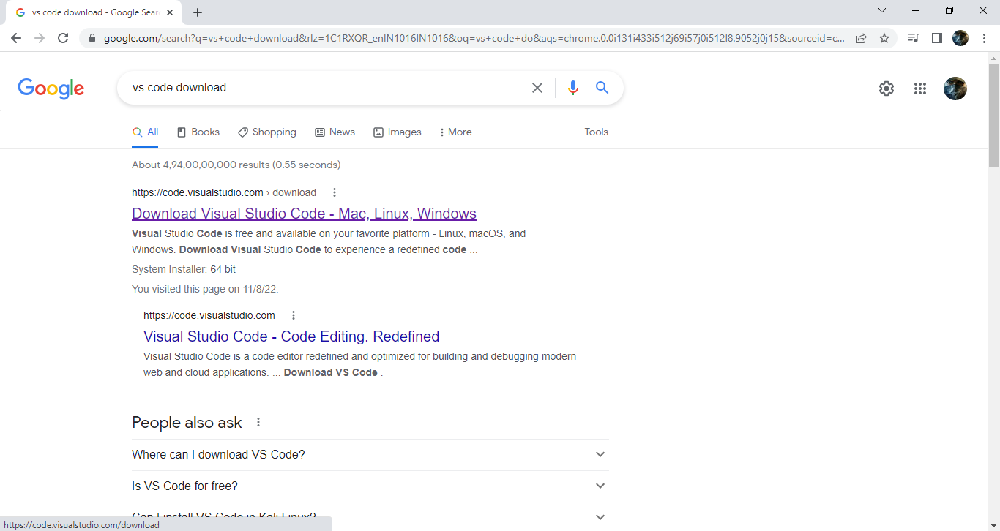 vs code download - Google Sear
google.com/search?q=vs+code+download&rlz=1C1RXQR_enIN1016IN1016&oq=vs+code+do&aqs=chrome.0.0i131i433i512j69i57j0i512l8.9052j0j15&sourceid=c...
Google
vs code download
All Books Shopping News Images More Tools
About 4,94,00,00,000 results (0.55 seconds)
https://code.visualstudio.com › download
Download Visual Studio Code - Mac, Linux, Windows
Visual Studio Code is free and available on your favorite platform - Linux, macOS, and
Windows. Download Visual Studio Code to experience a redefined code ...
System Installer: 64 bit
You visited this page on 11/8/22.
https://code.visualstudio.com
Visual Studio Code - Code Editing. Redefined
Visual Studio Code is a code editor redefined and optimized for building and debugging modern
web and cloud applications. ... Download VS Code .
People also ask
Where can I download VS Code?
Is VS Code for free?
Can I install VS Code in Kali Linux?
https://code.visualstudio.com/download